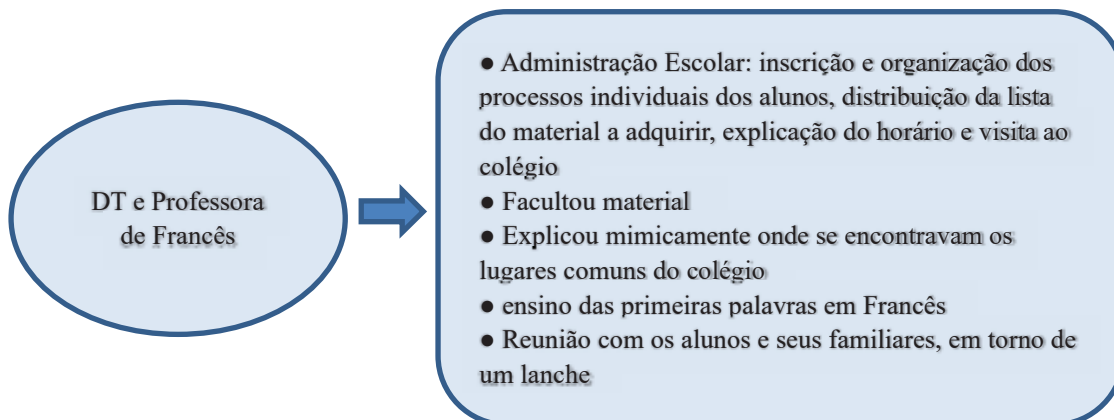 DT e Professora
de Francês
● Administração Escolar: inscrição e organização dos
processos individuais dos alunos, distribuição da lista
do material a adquirir, explicação do horário e visita ao
colégio
● Facultou material
● Explicou mimicamente onde se encontravam os
lugares comuns do colégio
● ensino das primeiras palavras em Francês
● Reunião com os alunos e seus familiares, em torno de
um lanche